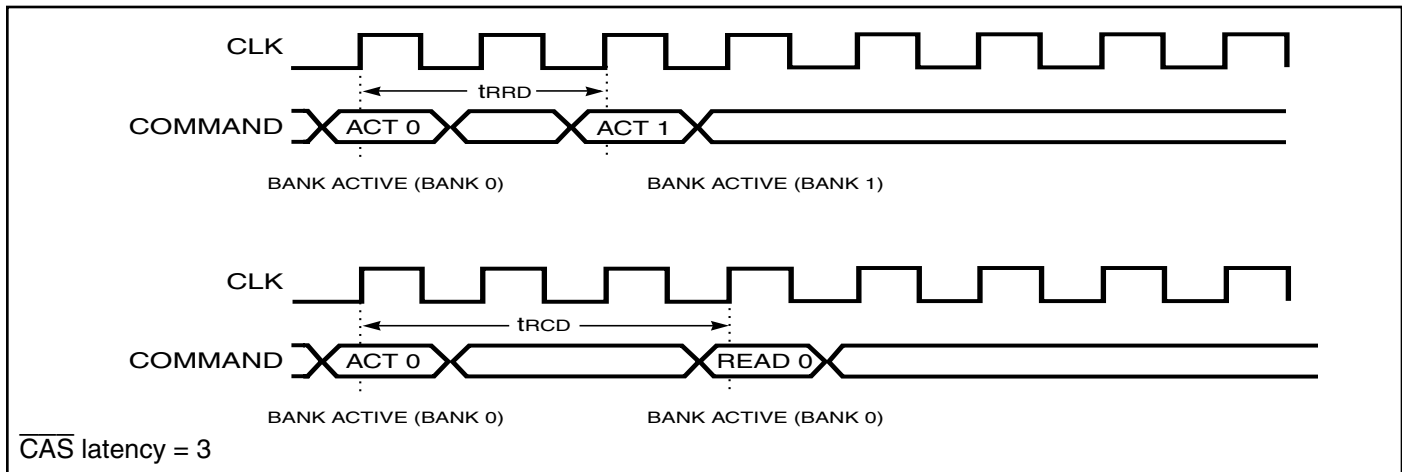 CLK
tRRD
COMMAND ACT 0 ACT 1
BANK ACTIVE (BANK 0) BANK ACTIVE (BANK 1)
CLK
tRCD
COMMAND ACT 0 READ 0
BANK ACTIVE (BANK 0) BANK ACTIVE (BANK 0)
C̅A̅S̅ latency = 3